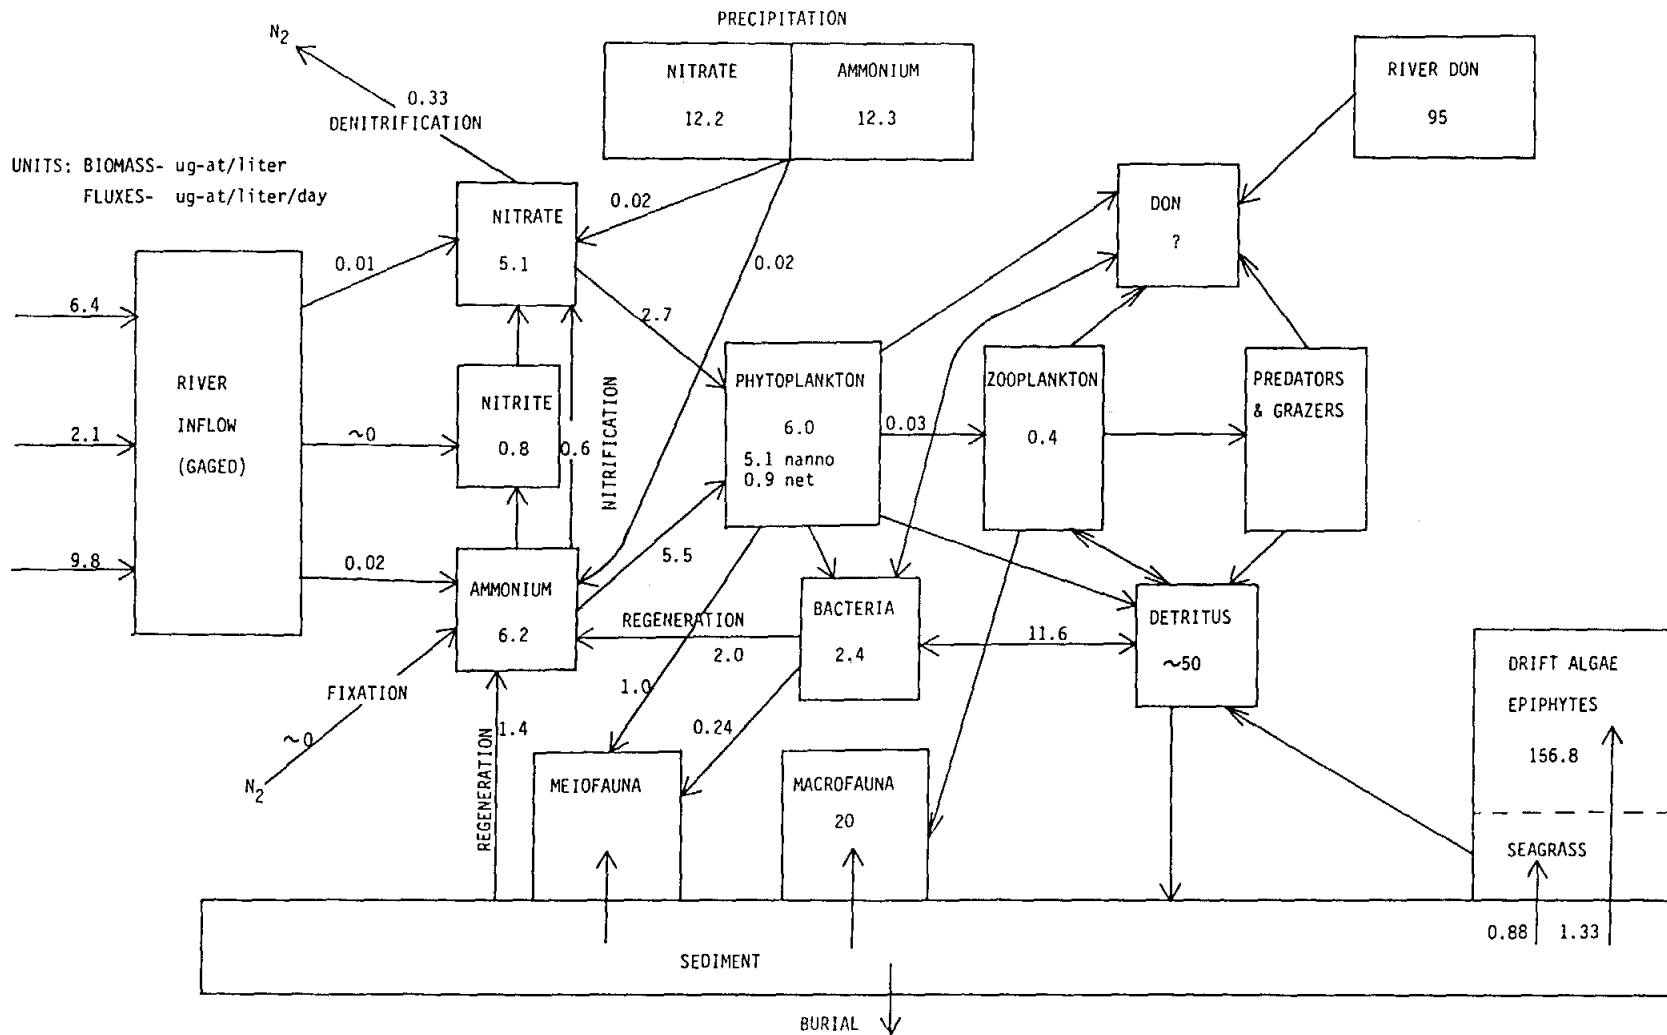 PRECIPITATION
N2
NITRATE
AMMONIUM
12.2
12.3
RIVER DON
95
0.33
DENITRIFICATION
UNITS: BIOMASS- ug-at/liter
FLUXES- ug-at/liter/day
NITRATE
5.1
0.02
0.02
DON
?
0.01
6.4
2.7
RIVER
INFLOW
(GAGED)
2.1
~0
NITRITE
0.8
0.6
NITRIFICATION
PHYTOPLANKTON
6.0
5.1 nanno
0.9 net
0.03
ZOOPLANKTON
0.4
PREDATORS
& GRAZERS
9.8
0.02
AMMONIUM
6.2
5.5
REGENERATION
2.0
BACTERIA
2.4
11.6
DETRITUS
~50
DRIFT ALGAE
EPIPHYTES
156.8
FIXATION
~0
N2
REGENERATION
1.4
1.0
0.24
MEIOFAUNA
MACROFAUNA
20
SEAGRASS
0.88
1.33
SEDIMENT
BURIAL